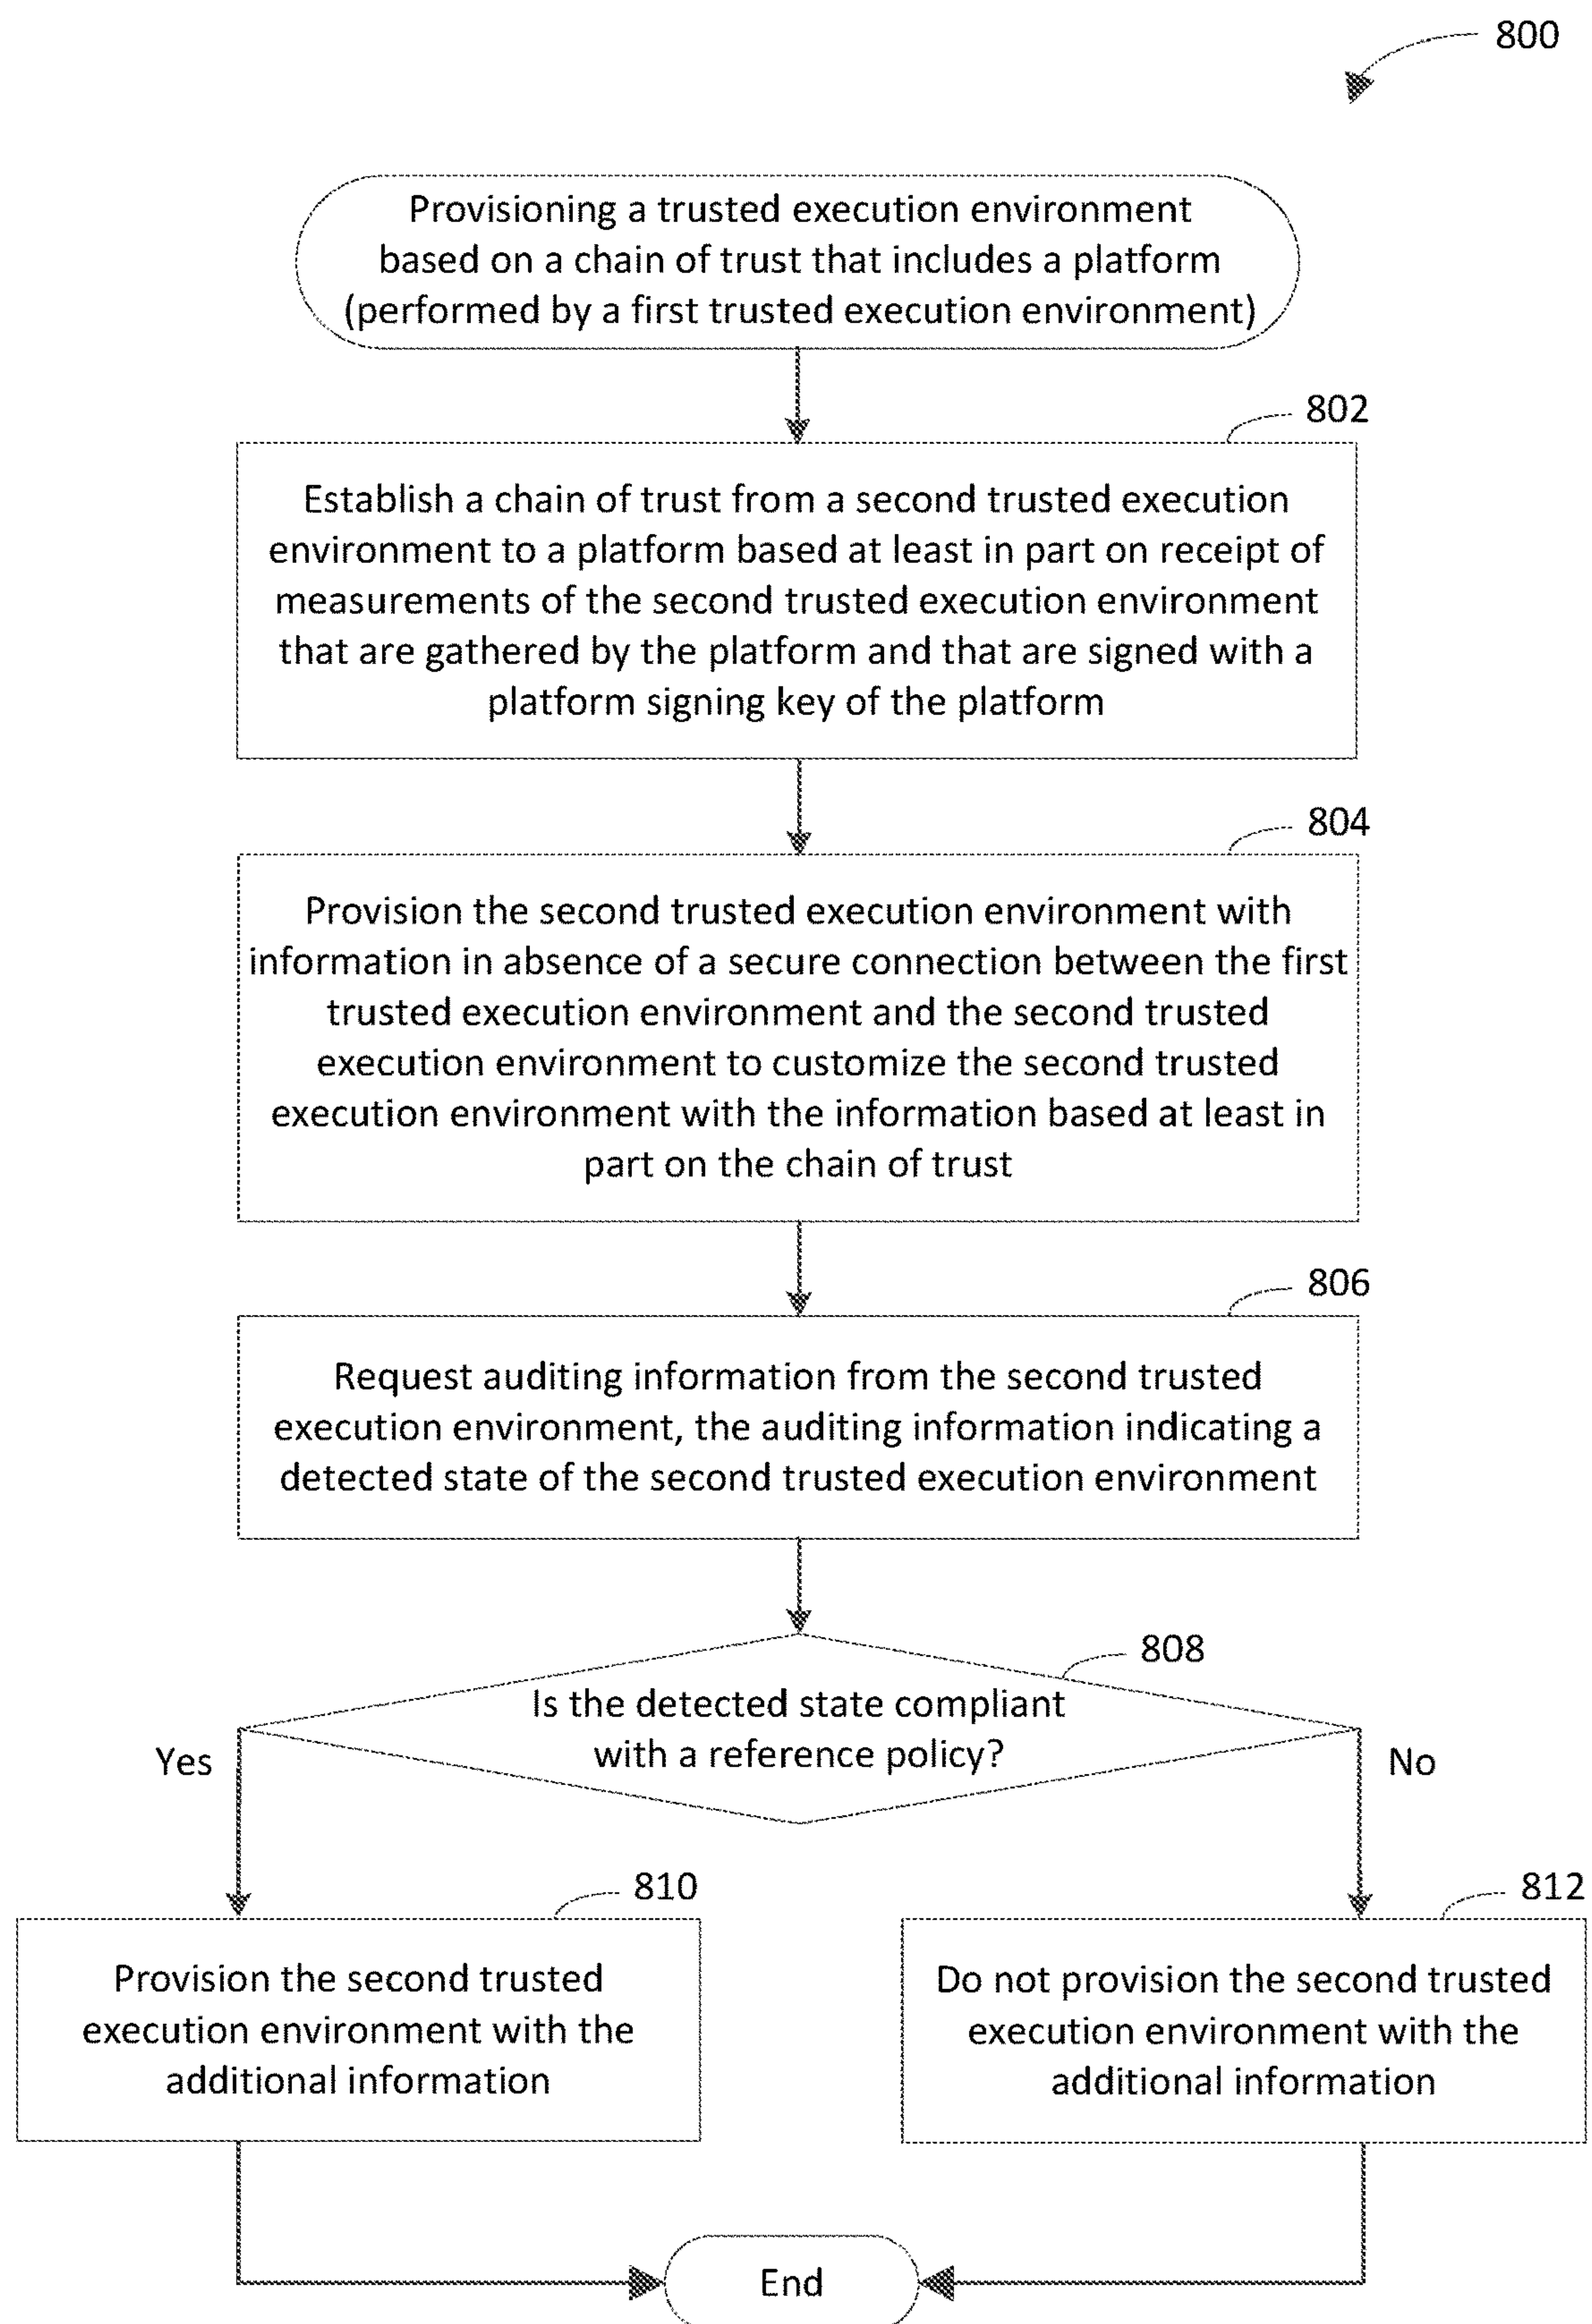 800
Provisioning a trusted execution environment
based on a chain of trust that includes a platform
(performed by a first trusted execution environment)
802
Establish a chain of trust from a second trusted execution
environment to a platform based at least in part on receipt of
measurements of the second trusted execution environment
that are gathered by the platform and that are signed with a
platform signing key of the platform
804
Provision the second trusted execution environment with
information in absence of a secure connection between the first
trusted execution environment and the second trusted
execution environment to customize the second trusted
execution environment with the information based at least in
part on the chain of trust
806
Request auditing information from the second trusted
execution environment, the auditing information indicating a
detected state of the second trusted execution environment
808
Is the detected state compliant
with a reference policy?
Yes
No
810
Provision the second trusted
execution environment with the
additional information
812
Do not provision the second trusted
execution environment with the
additional information
End